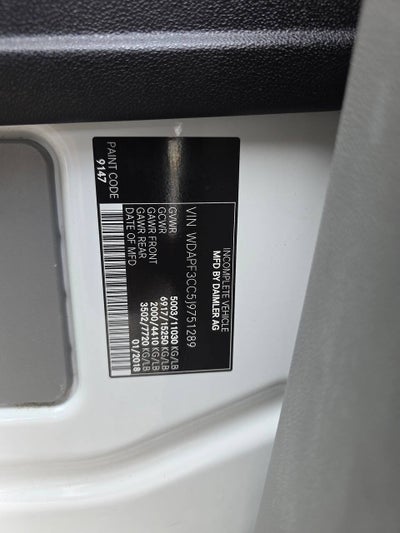 INCOMPLETE VEHICLE
MFD BY DAIMLER AG
VIN WDAPF3CC5J9751289
GVWR 5003/11030 KG/LB
GCWR 6917/15250 KG/LB
GAWR FRONT 2000/4410 KG/LB
GAWR REAR 3502/7720 KG/LB
DATE OF MFD 01/2018
PAINT CODE
9147